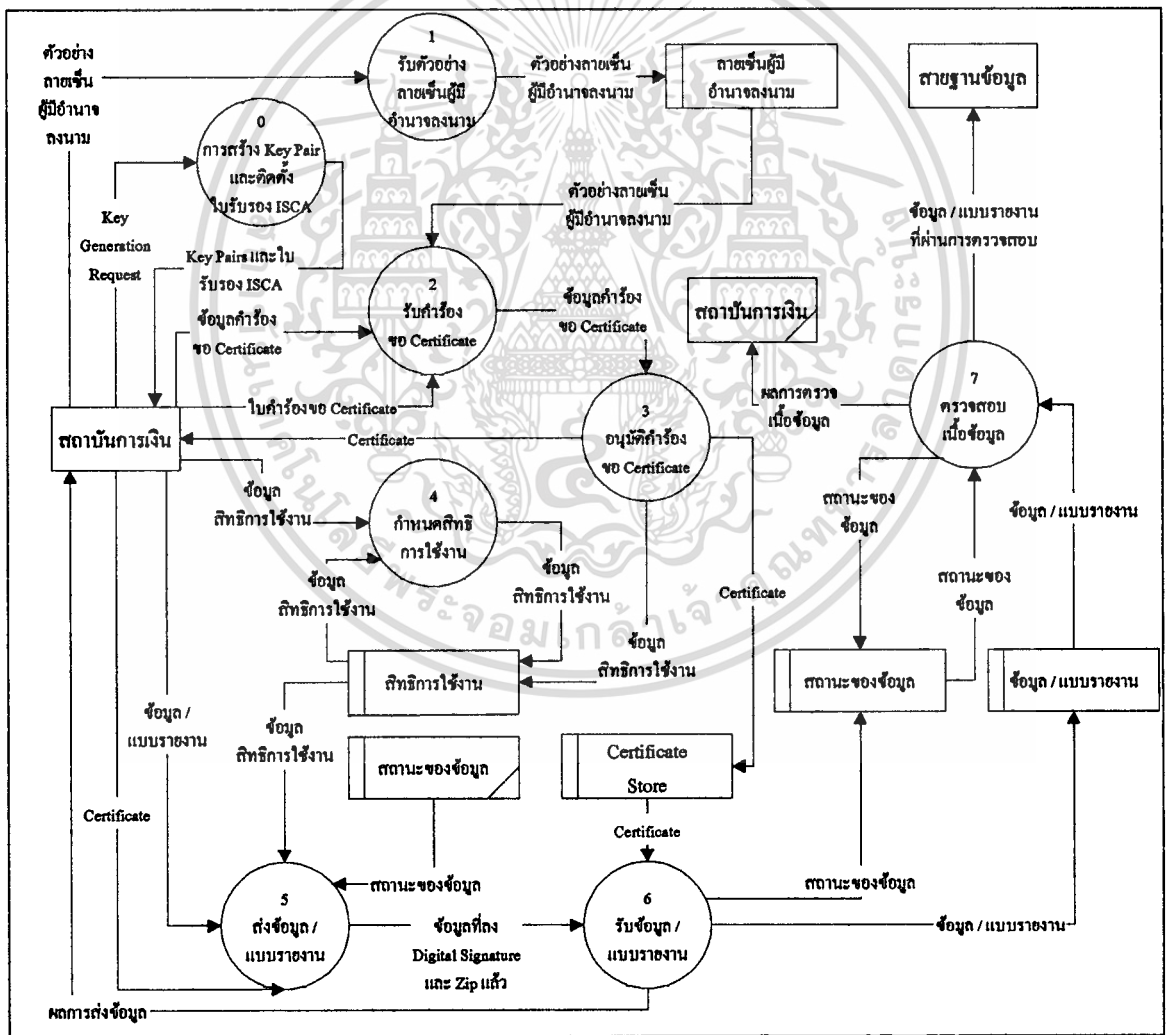 ตัวอย่าง
ลายเซ็น
ผู้มีอำนาจ
ลงนาม
1
รับตัวอย่าง
ลายเซ็นผู้มี
อำนาจลงนาม
ตัวอย่างลายเซ็น
ผู้มีอำนาจลงนาม
ลายเซ็นผู้มี
อำนาจลงนาม
สายฐานข้อมูล
0
การสร้าง Key Pair
และติดตั้ง
ใบรับรอง ISCA
Key
Generation
Request
Key Pairs และใบ
รับรอง ISCA
ตัวอย่างลายเซ็น
ผู้มีอำนาจลงนาม
ข้อมูล / แบบรายงาน
ที่ผ่านการตรวจสอบ
ข้อมูลคำร้อง
ขอ Certificate
2
รับคำร้อง
ขอ Certificate
ข้อมูลคำร้อง
ขอ Certificate
สถาบันการเงิน
ใบคำร้องขอ Certificate
สถาบันการเงิน
Certificate
3
อนุมัติคำร้อง
ขอ Certificate
ผลการตรวจ
เนื้อข้อมูล
7
ตรวจสอบ
เนื้อข้อมูล
ข้อมูล
สิทธิการใช้งาน
4
กำหนดสิทธิ
การใช้งาน
ข้อมูล
สิทธิการใช้งาน
ข้อมูล
สิทธิการใช้งาน
Certificate
สถานะของ
ข้อมูล
สถานะของ
ข้อมูล
ข้อมูล / แบบรายงาน
ข้อมูล
สิทธิการใช้งาน
สิทธิการใช้งาน
สถานะของข้อมูล
ข้อมูล / แบบรายงาน
ข้อมูล /
แบบรายงาน
ข้อมูล
สิทธิการใช้งาน
สถานะของข้อมูล
Certificate
Store
Certificate
Certificate
5
ส่งข้อมูล /
แบบรายงาน
สถานะของข้อมูล
ข้อมูลที่ลง
Digital Signature
และ Zip แล้ว
6
รับข้อมูล /
แบบรายงาน
สถานะของข้อมูล
ข้อมูล / แบบรายงาน
ผลการส่งข้อมูล
พระจอมเกล้าเจ้าคุณทหารลาดกระบัง